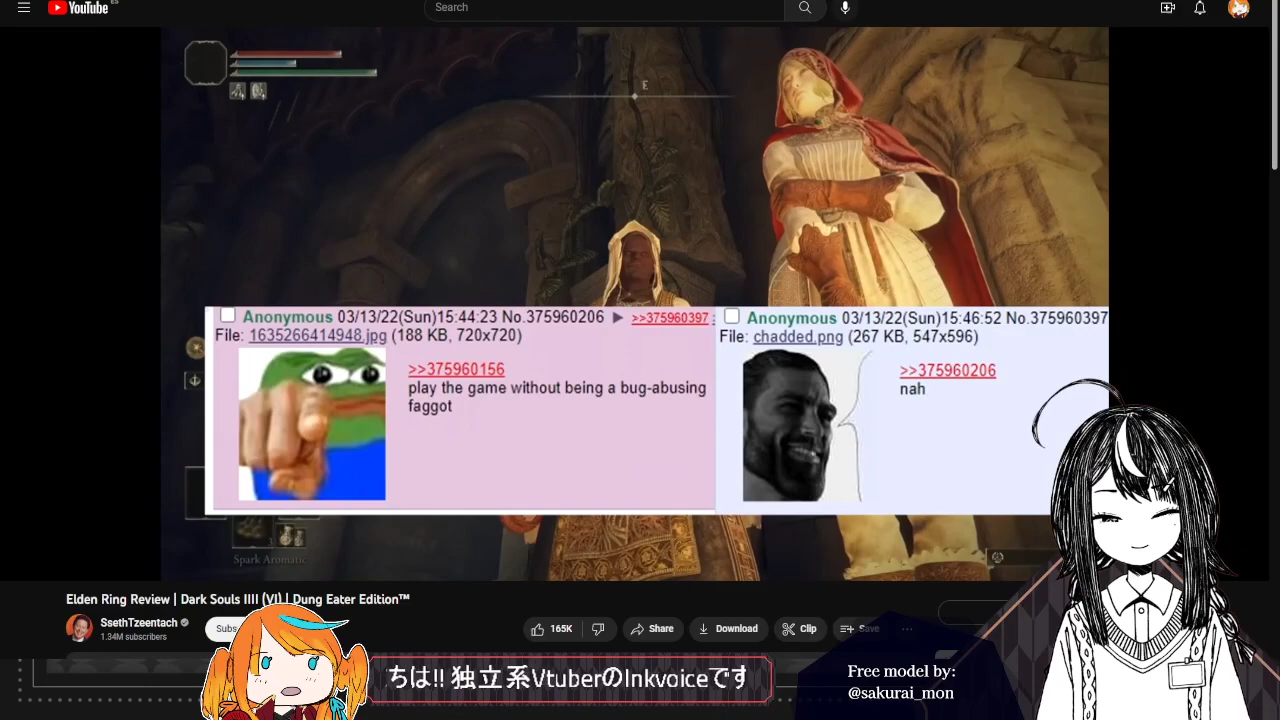 YouTube
ES
Search
E
Anonymous 03/13/22(Sun)15:44:23 No.375960206 ▶ >>375960397
File: 1635266414948.jpg (188 KB, 720x720)
>>375960156
play the game without being a bug-abusing
faggot
Anonymous 03/13/22(Sun)15:46:52 No.375960397
File: chadded.png (267 KB, 547x596)
>>375960206
nah
Spark Aromatic
Elden Ring Review | Dark Souls IIII (VI) | Dung Eater Edition™
SsethTzeentach
1.34M subscribers
Subs
165K
Share
Download
Clip
Save
ちは!! 独立系VtuberのInkvoiceです
Free model by:
@sakurai_mon